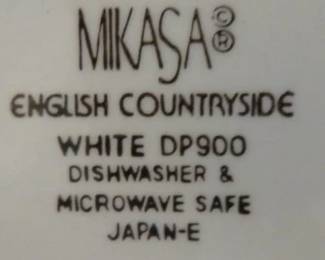 MIKASA©®
ENGLISH COUNTRYSIDE
WHITE DP900
DISHWASHER &
MICROWAVE SAFE
JAPAN-E